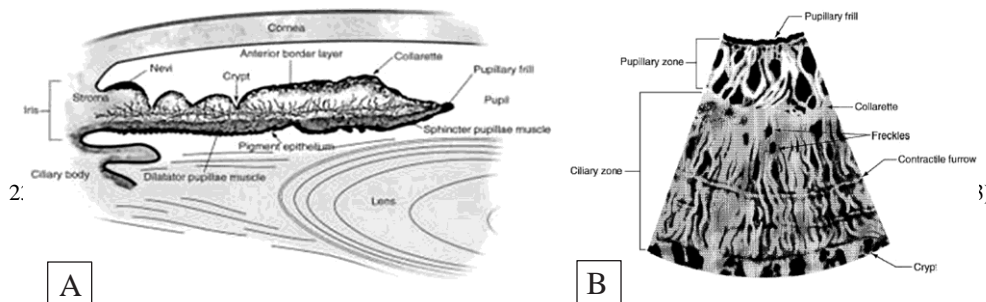 Cornea
Anterior border layer
Collarette
Nevi
Crypt
Pupillary frill
Stroma
Iris
Pupil
Sphincter pupillae muscle
Pigment epithelium
Ciliary body
Dilatator pupillae muscle
Lens
2
A
Pupillary frill
Pupillary zone
Collarette
Freckles
Contractile furrow
Ciliary zone
Crypt
B